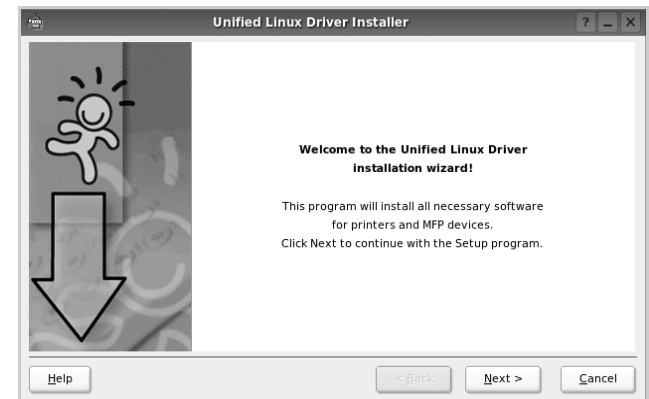 Unified Linux Driver Installer
Welcome to the Unified Linux Driver
installation wizard!
This program will install all necessary software
for printers and MFP devices.
Click Next to continue with the Setup program.
Help
< Back
Next >
Cancel